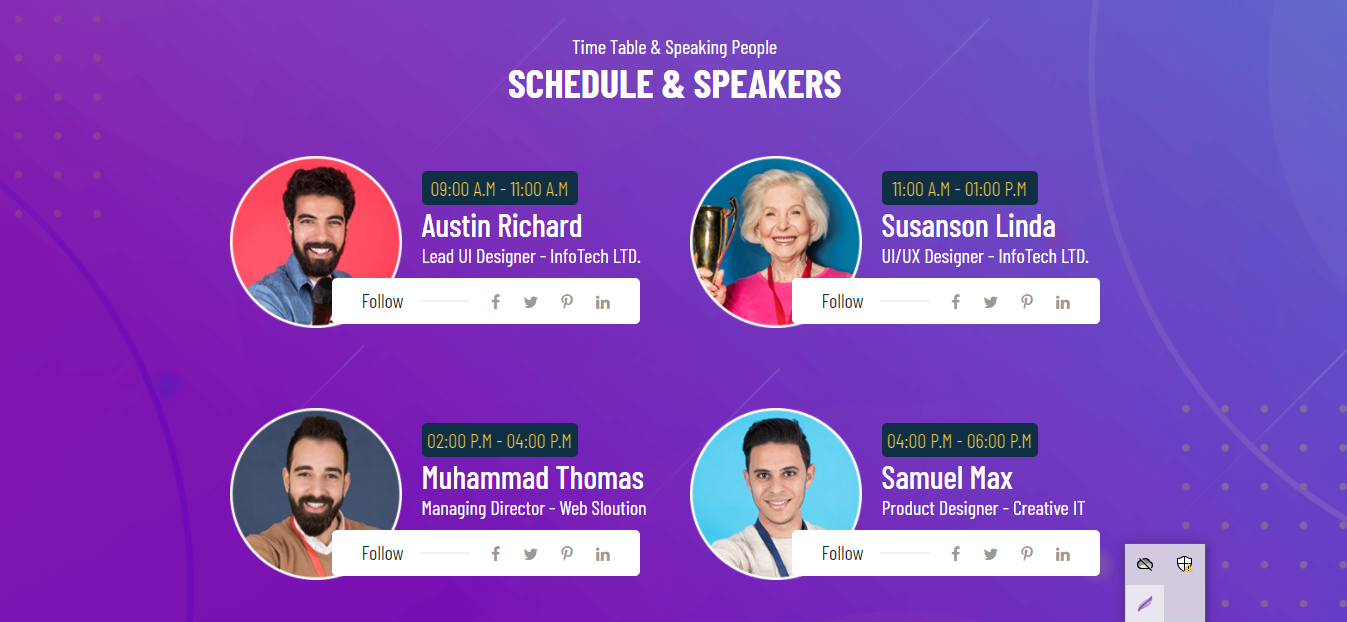 Time Table & Speaking People
SCHEDULE & SPEAKERS
09:00 A.M - 11:00 A.M
Austin Richard
Lead UI Designer - InfoTech LTD.
Follow
11:00 A.M - 01:00 P.M
Susanson Linda
UI/UX Designer - InfoTech LTD.
Follow
02:00 P.M - 04:00 P.M
Muhammad Thomas
Managing Director - Web Sloution
Follow
04:00 P.M - 06:00 P.M
Samuel Max
Product Designer - Creative IT
Follow